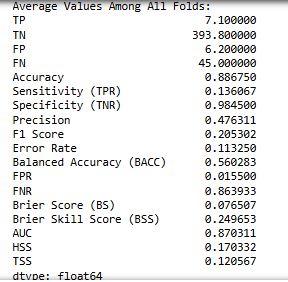 Average Values Among All Folds:
TP 7.100000
TN 393.800000
FP 6.200000
FN 45.000000
Accuracy 0.886750
Sensitivity (TPR) 0.136067
Specificity (TNR) 0.984500
Precision 0.476311
F1 Score 0.205302
Error Rate 0.113250
Balanced Accuracy (BACC) 0.560283
FPR 0.015500
FNR 0.863933
Brier Score (BS) 0.076507
Brier Skill Score (BSS) 0.249653
AUC 0.870311
HSS 0.170332
TSS 0.120567
dtype: float64